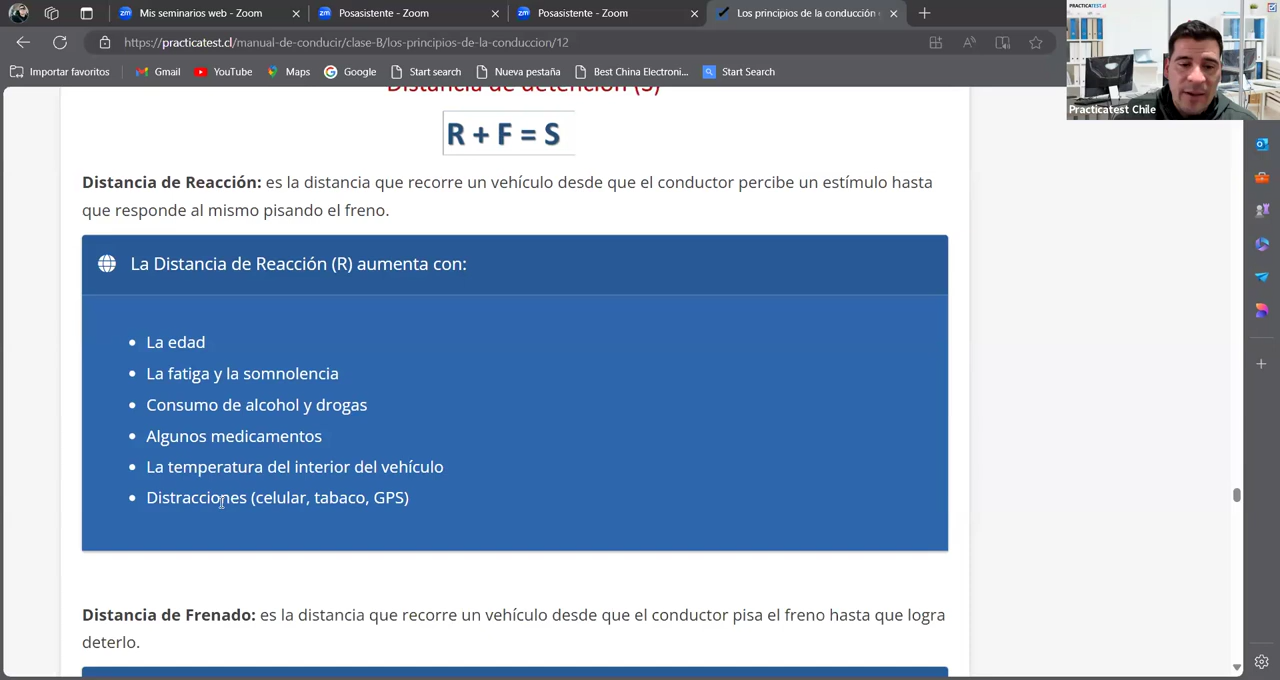 Mis seminarios web - Zoom
Posasistente - Zoom
Posasistente - Zoom
Los principios de la conducción
https://practicatest.cl/manual-de-conducir/clase-B/los-principios-de-la-conduccion/12
Importar favoritos
Gmail
YouTube
Maps
Google
Start search
Nueva pestaña
Best China Electroni...
Start Search
PRACTICATEST.cl
Practicatest Chile
Distancia de detención (S)
R + F = S
Distancia de Reacción: es la distancia que recorre un vehículo desde que el conductor percibe un estímulo hasta
que responde al mismo pisando el freno.
La Distancia de Reacción (R) aumenta con:
• La edad
• La fatiga y la somnolencia
• Consumo de alcohol y drogas
• Algunos medicamentos
• La temperatura del interior del vehículo
• Distracciones (celular, tabaco, GPS)
Distancia de Frenado: es la distancia que recorre un vehículo desde que el conductor pisa el freno hasta que logra
deterlo.